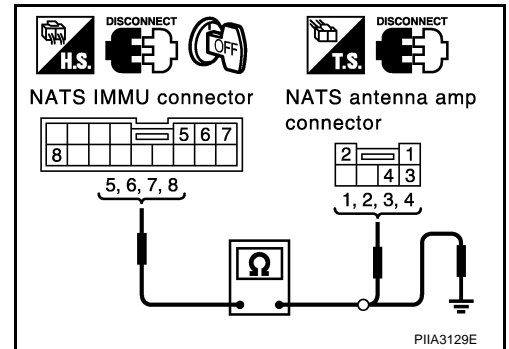 DISCONNECT
H.S.
OFF
DISCONNECT
T.S.
NATS IMMU connector
NATS antenna amp
connector
5 6 7
8
5, 6, 7, 8
2 1
4 3
1, 2, 3, 4
Ω
PIIA3129E